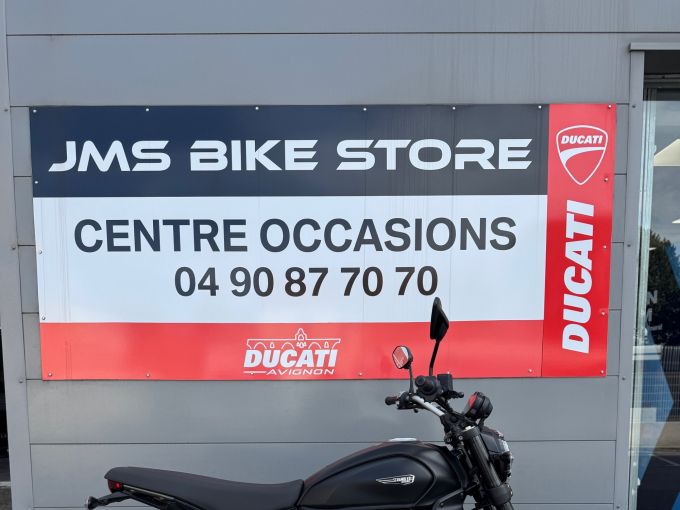 JMS BIKE STORE
CENTRE OCCASIONS
04 90 87 70 70
DUCATI
AVIGNON
DUCATI
DUCATI